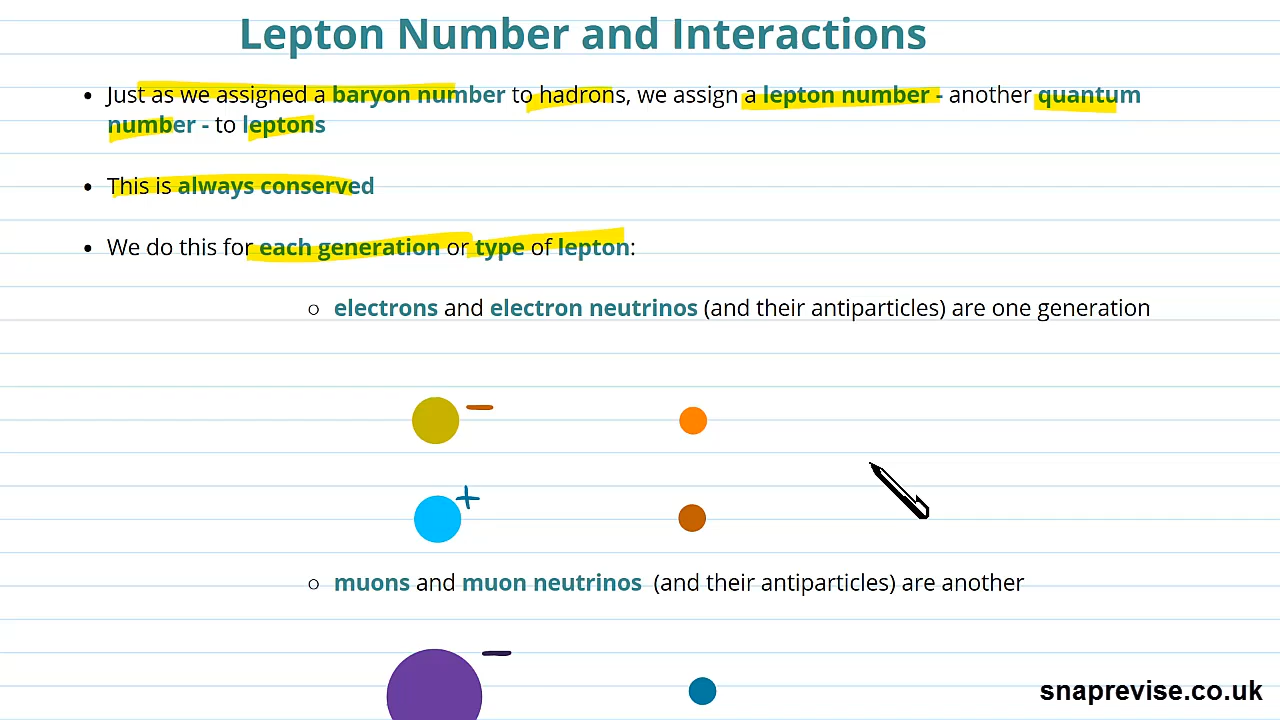 Lepton Number and Interactions
• Just as we assigned a baryon number to hadrons, we assign a lepton number - another quantum
number - to leptons
• This is always conserved
• We do this for each generation or type of lepton:
○ electrons and electron neutrinos (and their antiparticles) are one generation
−
+
○ muons and muon neutrinos (and their antiparticles) are another
−
snaprevise.co.uk